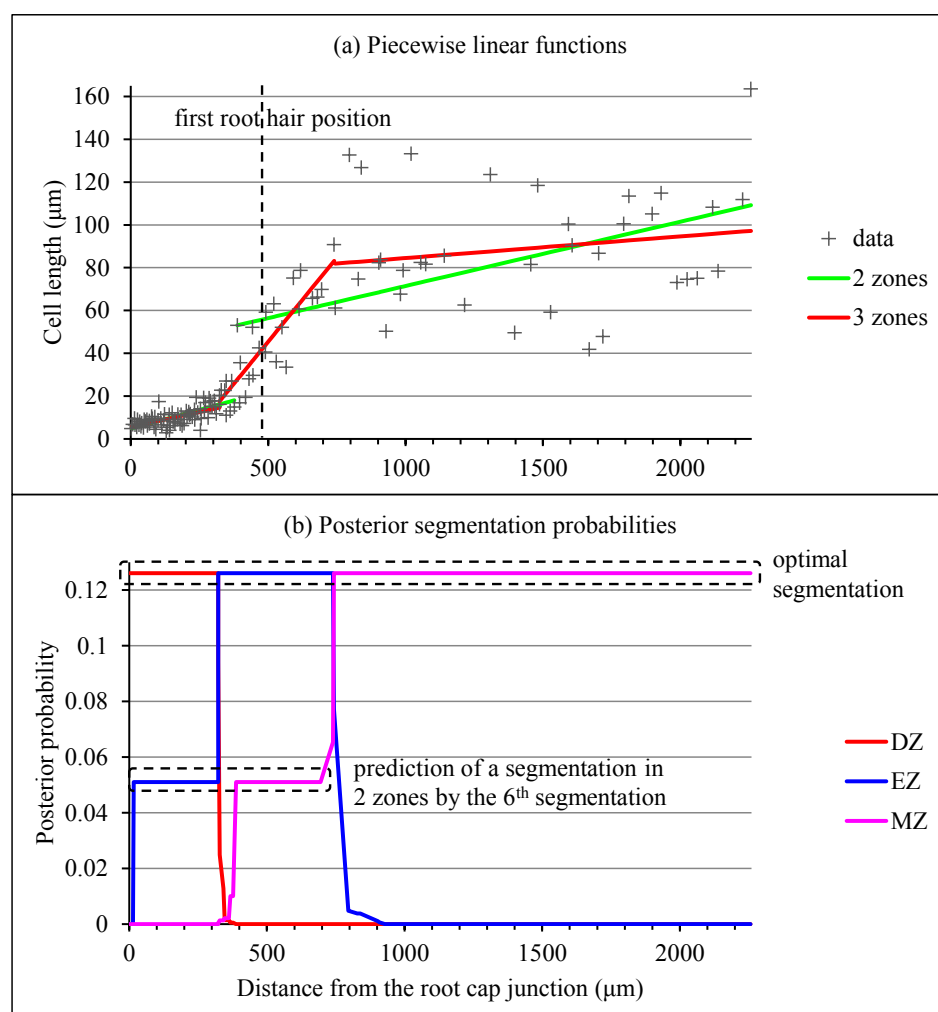 (a) Piecewise linear functions
first root hair position
160
140
120
100
80
60
40
20
0
Cell length (μm)
0 500 1000 1500 2000
data
2 zones
3 zones
(b) Posterior segmentation probabilities
optimal
segmentation
0.12
0.1
0.08
0.06
0.04
0.02
0
Posterior probability
prediction of a segmentation in
2 zones by the 6th segmentation
DZ
EZ
MZ
0 500 1000 1500 2000
Distance from the root cap junction (μm)